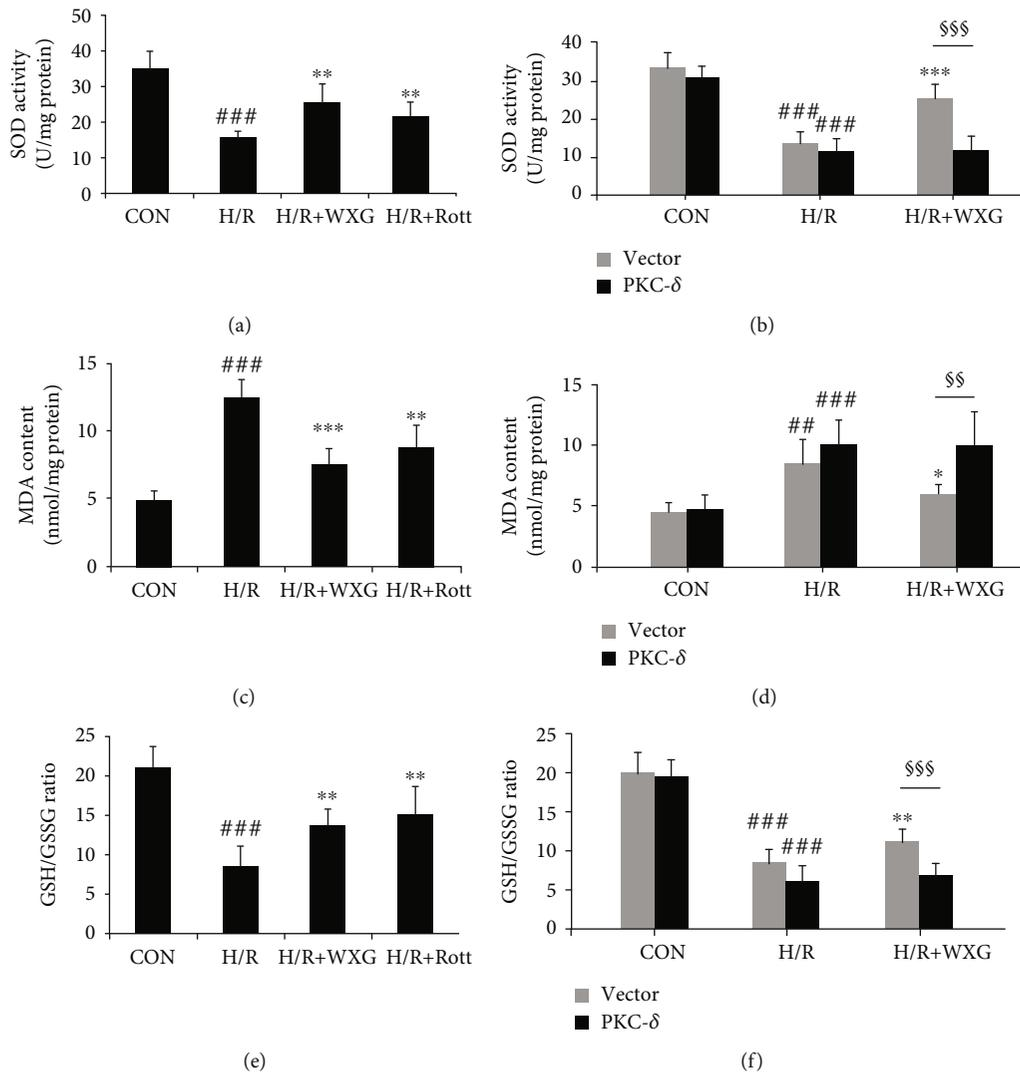 SOD activity
(U/mg protein)
50
40
30
20
10
0
###
**
**
CON H/R H/R+WXG H/R+Rott
(a)
SOD activity
(U/mg protein)
40
30
20
10
0
###
###
***
§§§
CON H/R H/R+WXG
Vector
PKC-δ
(b)
MDA content
(nmol/mg protein)
15
10
5
0
###
***
**
CON H/R H/R+WXG H/R+Rott
(c)
MDA content
(nmol/mg protein)
15
10
5
0
##
###
*
§§
CON H/R H/R+WXG
Vector
PKC-δ
(d)
GSH/GSSG ratio
25
20
15
10
5
0
###
**
**
CON H/R H/R+WXG H/R+Rott
(e)
GSH/GSSG ratio
25
20
15
10
5
0
###
###
**
§§§
CON H/R H/R+WXG
Vector
PKC-δ
(f)